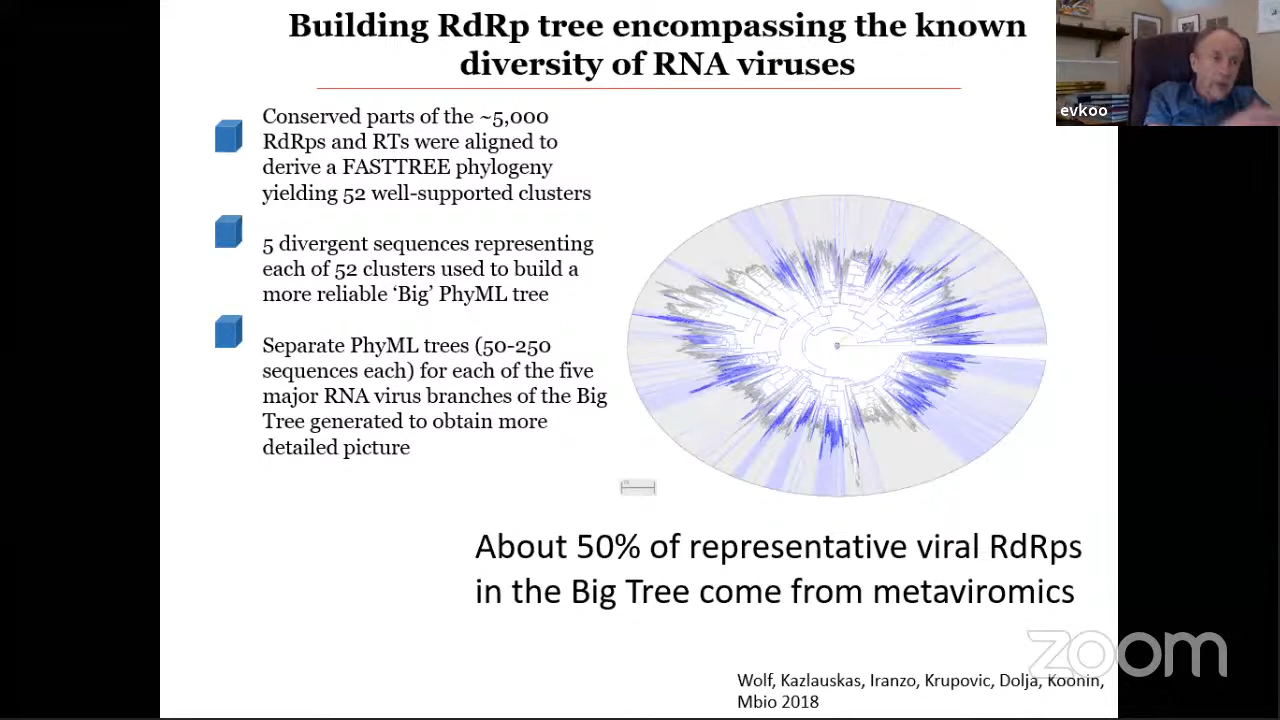 Building RdRp tree encompassing the known
diversity of RNA viruses
evkoo
Conserved parts of the ~5,000
RdRps and RTs were aligned to
derive a FASTTREE phylogeny
yielding 52 well-supported clusters
5 divergent sequences representing
each of 52 clusters used to build a
more reliable ‘Big’ PhyML tree
Separate PhyML trees (50-250
sequences each) for each of the five
major RNA virus branches of the Big
Tree generated to obtain more
detailed picture
About 50% of representative viral RdRps
in the Big Tree come from metaviromics
zoom
Wolf, Kazlauskas, Iranzo, Krupovic, Dolja, Koonin,
Mbio 2018